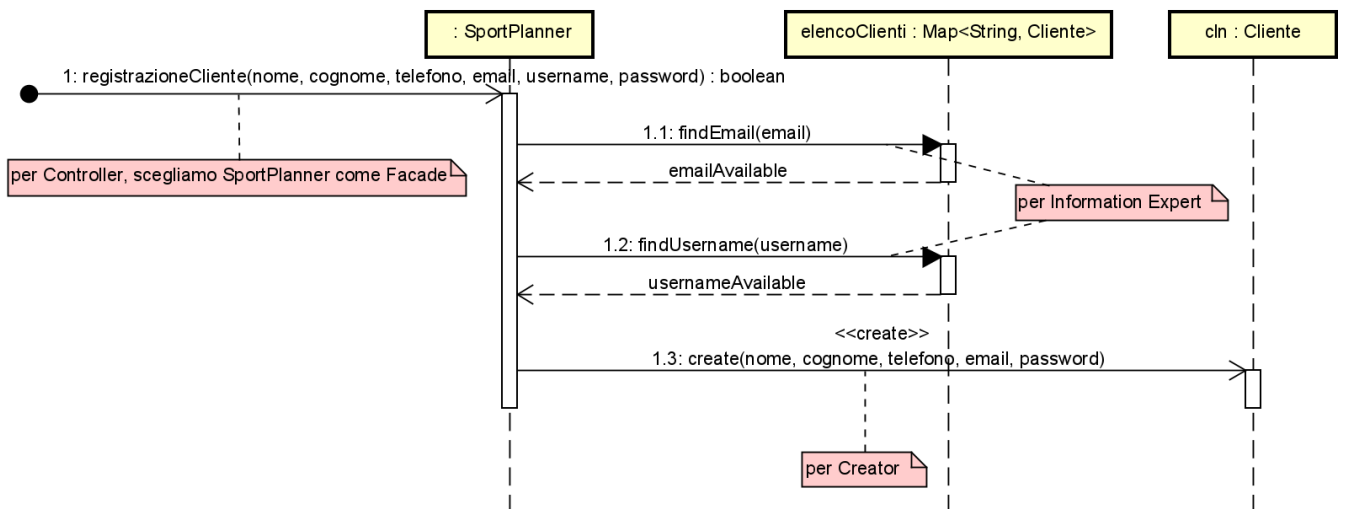 : SportPlanner
elencoClienti : Map<String, Cliente>
cln : Cliente
1: registrazioneCliente(nome, cognome, telefono, email, username, password) : boolean
per Controller, scegliamo SportPlanner come Facade
1.1: findEmail(email)
emailAvailable
per Information Expert
1.2: findUsername(username)
usernameAvailable
<<create>>
1.3: create(nome, cognome, telefono, email, password)
per Creator